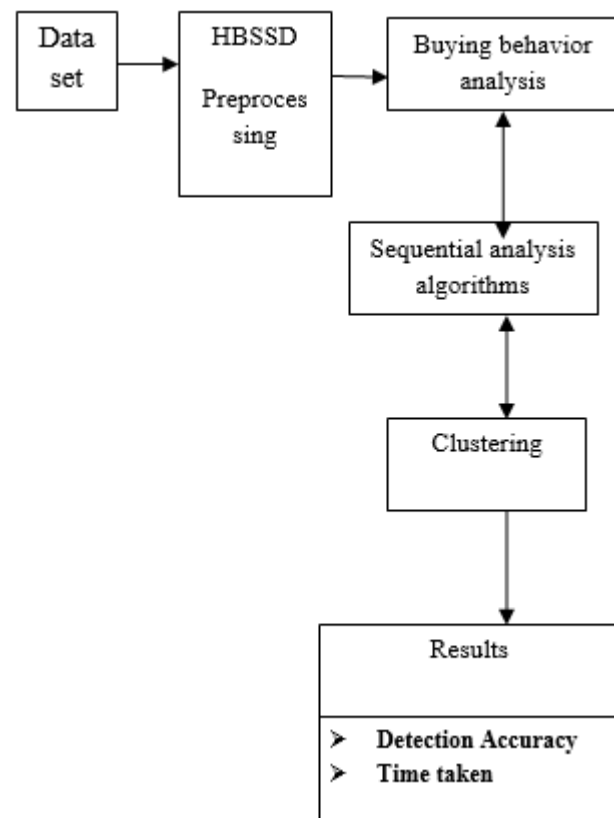 Data
set
HBSSD
Preproces
sing
Buying behavior
analysis
Sequential analysis
algorithms
Clustering
Results
➤ Detection Accuracy
➤ Time taken